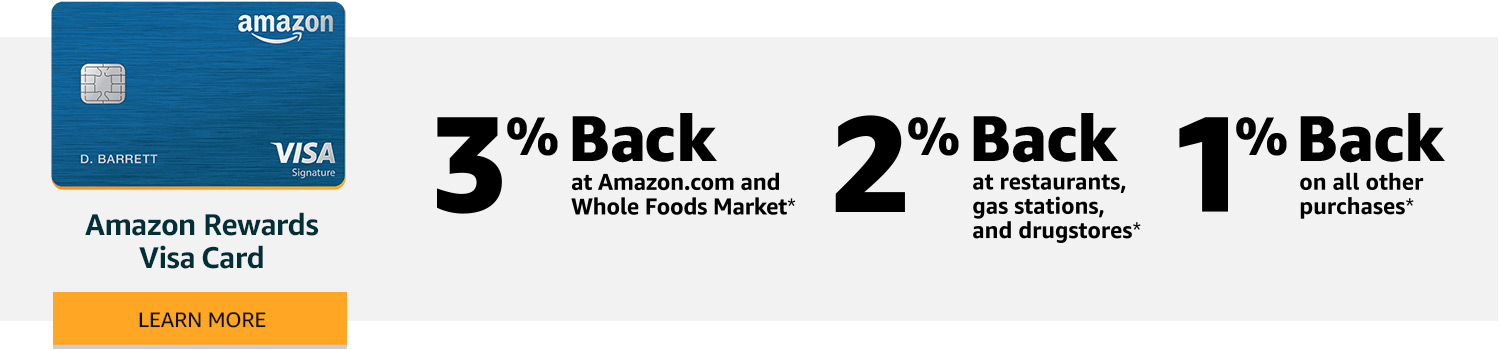 amazon
D. BARRETT
VISA
Signature
Amazon Rewards
Visa Card
LEARN MORE
3% Back
at Amazon.com and
Whole Foods Market*
2% Back
at restaurants,
gas stations,
and drugstores*
1% Back
on all other
purchases*